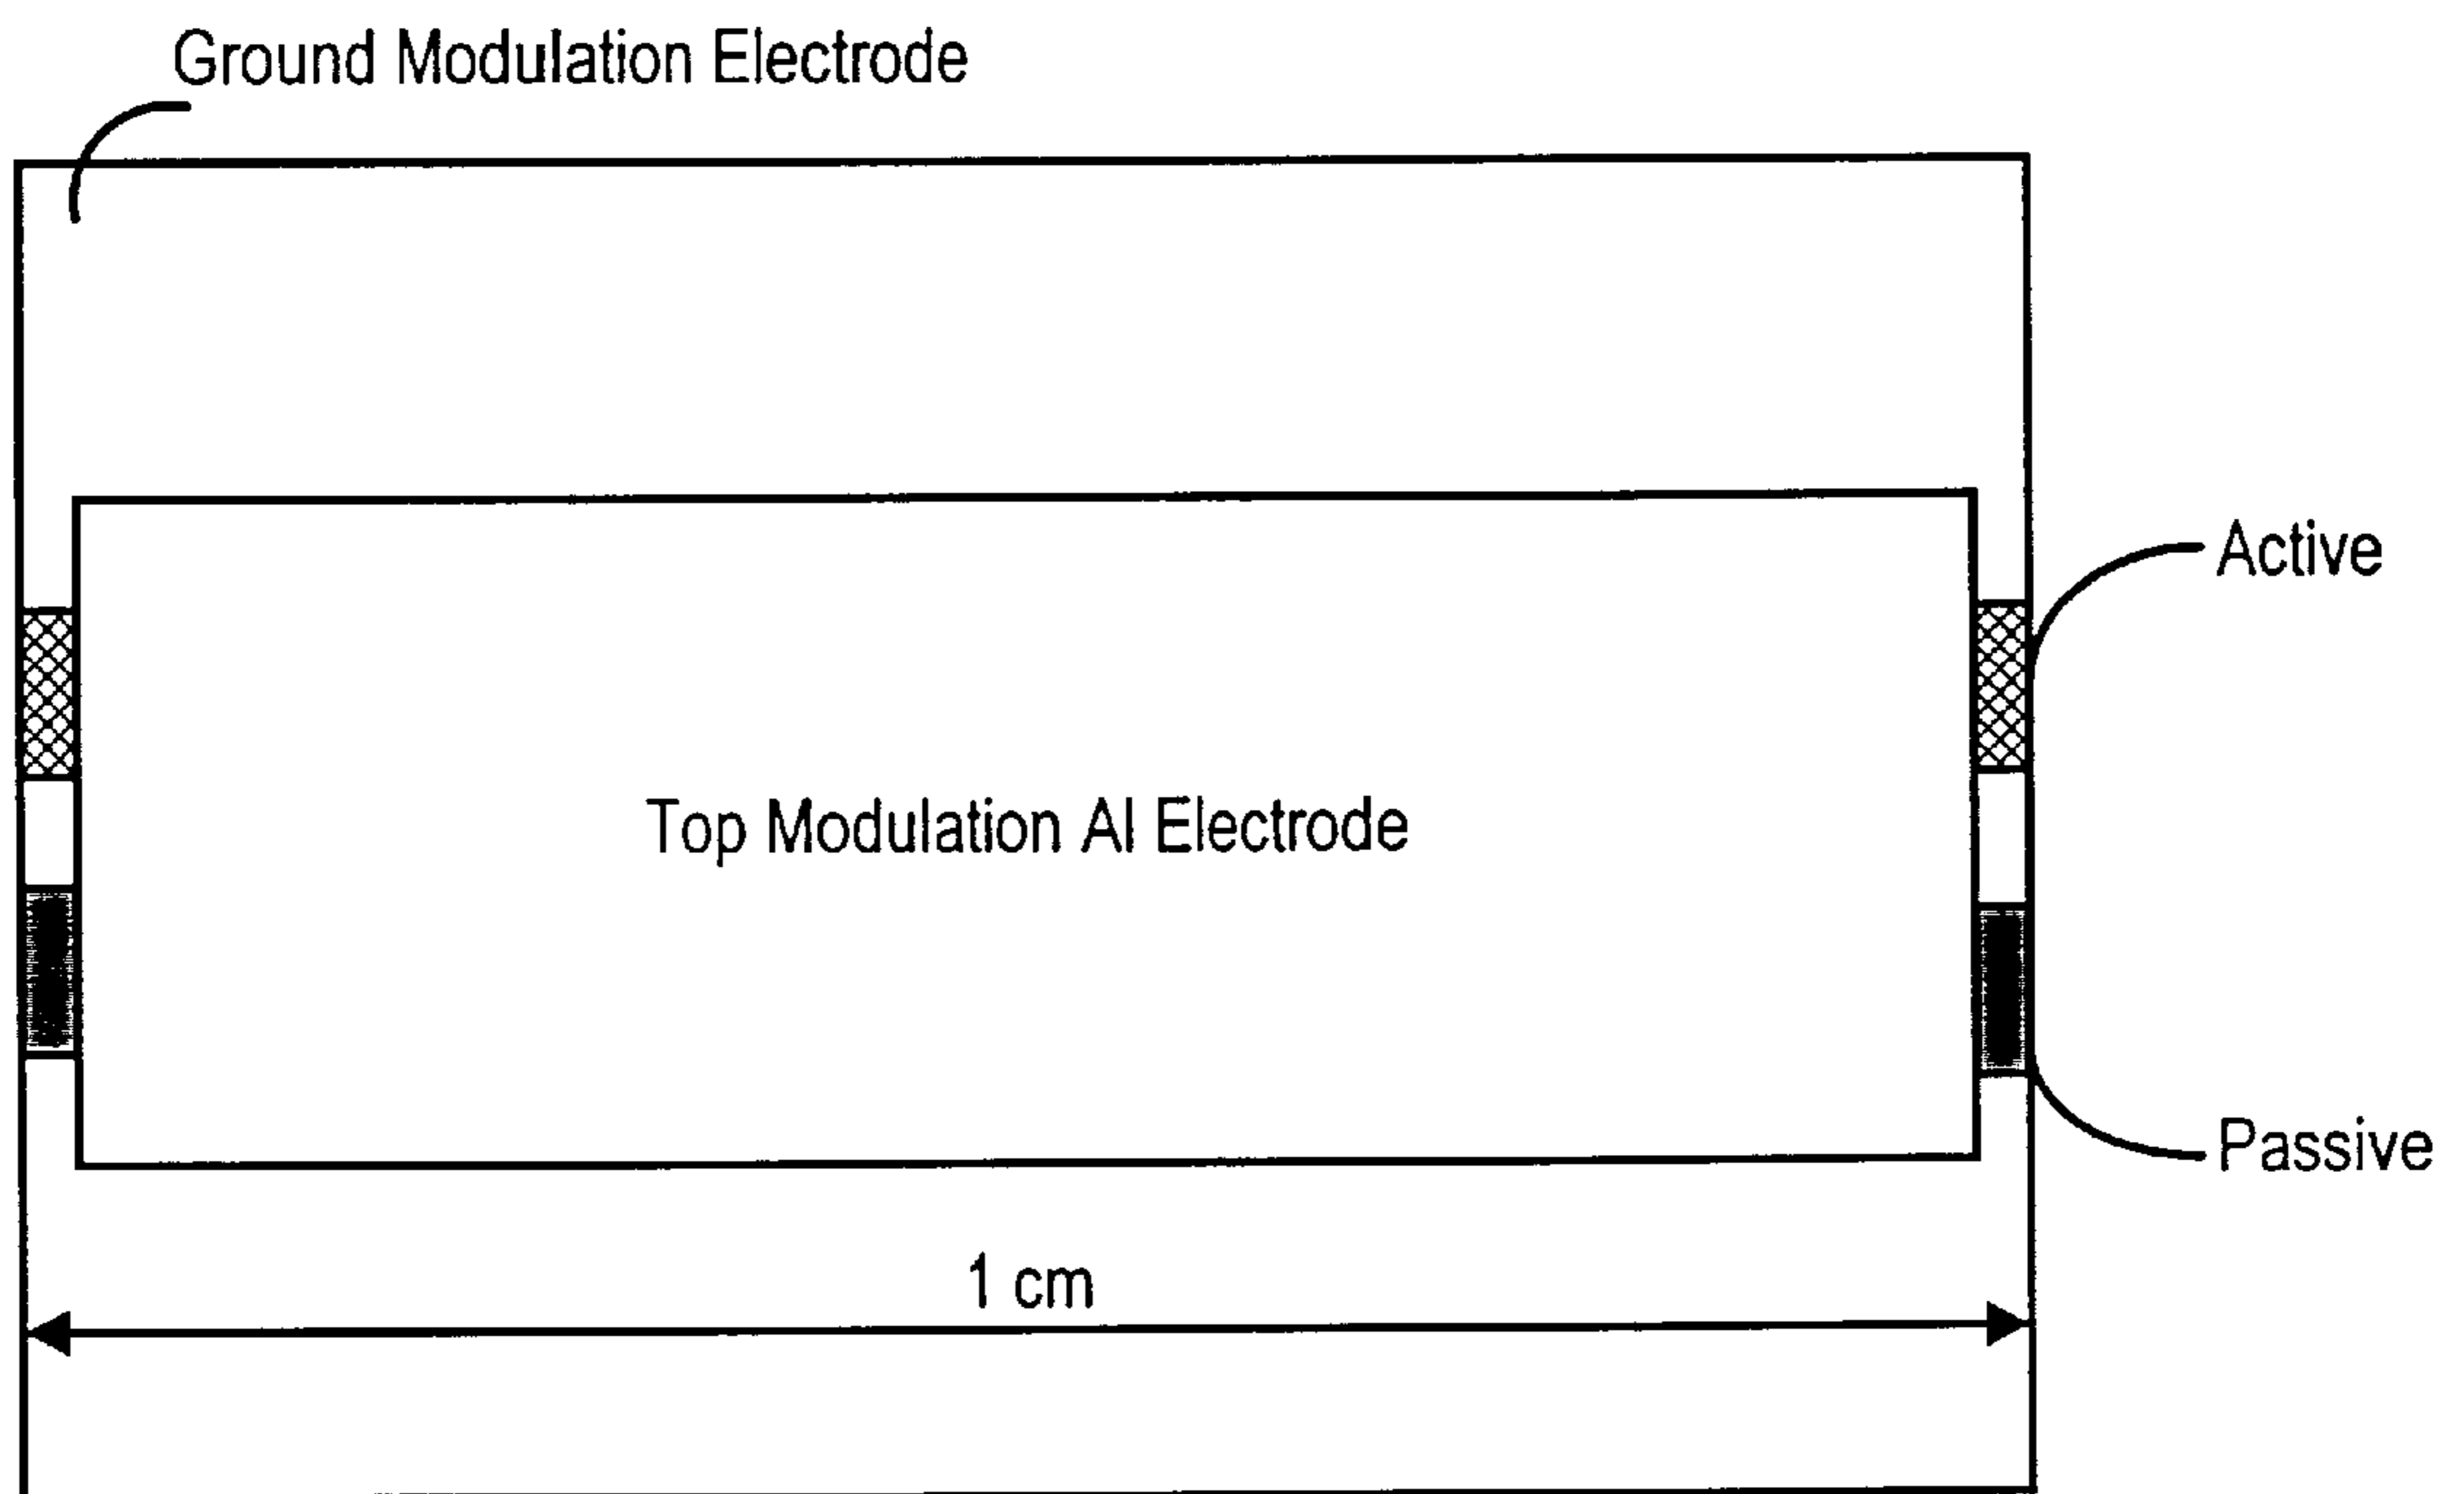 Ground Modulation Electrode
Active
Top Modulation Al Electrode
Passive
1 cm